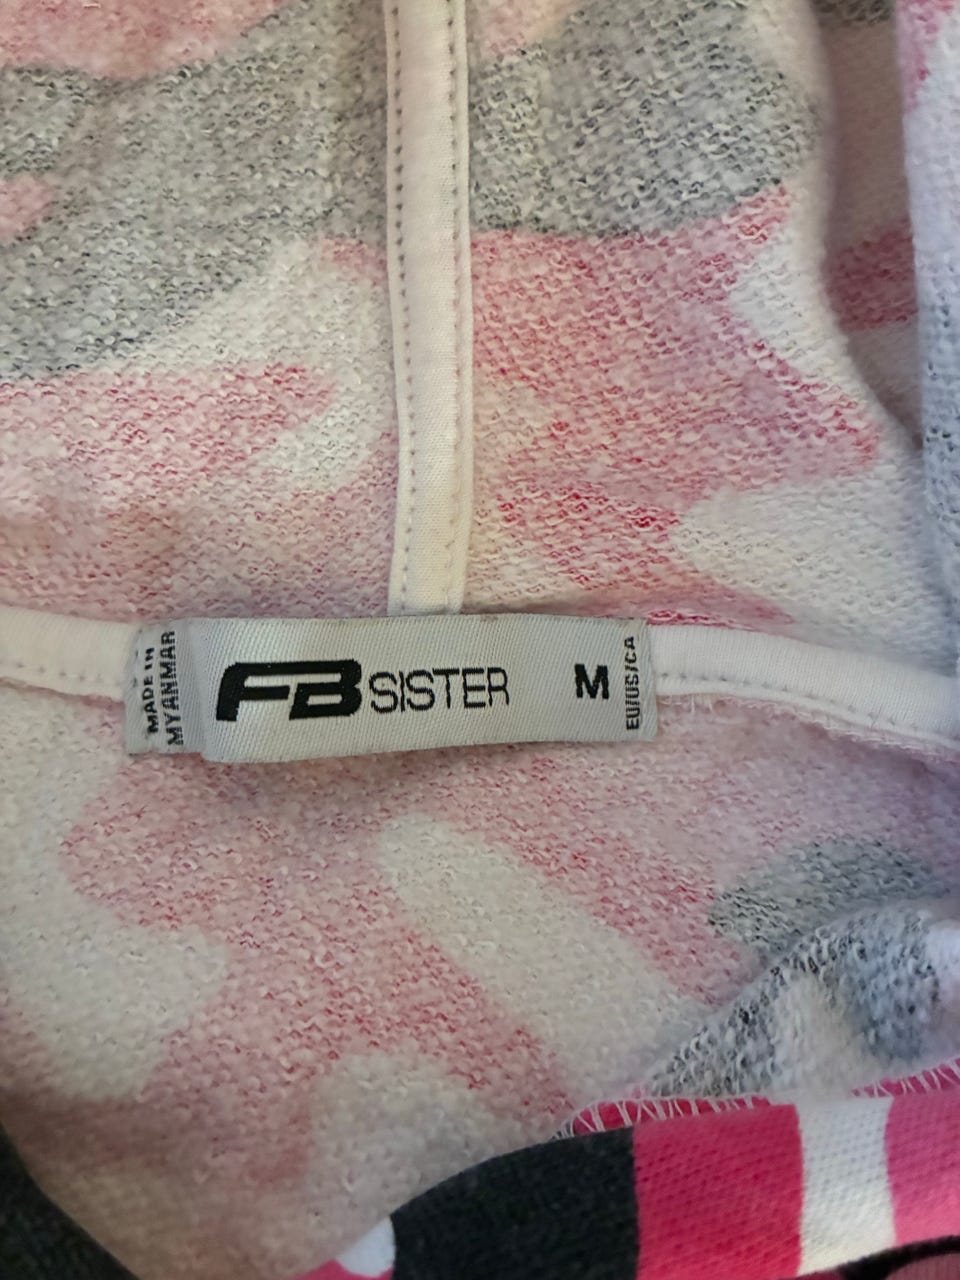 MADE IN
MYANMAR
FB SISTER
M
EU/US/CA